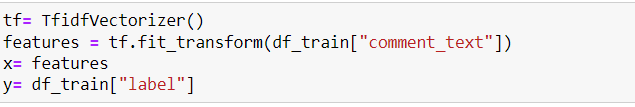 tf= TfidfVectorizer()
features = tf.fit_transform(df_train["comment_text"])
x= features
y= df_train["label"]